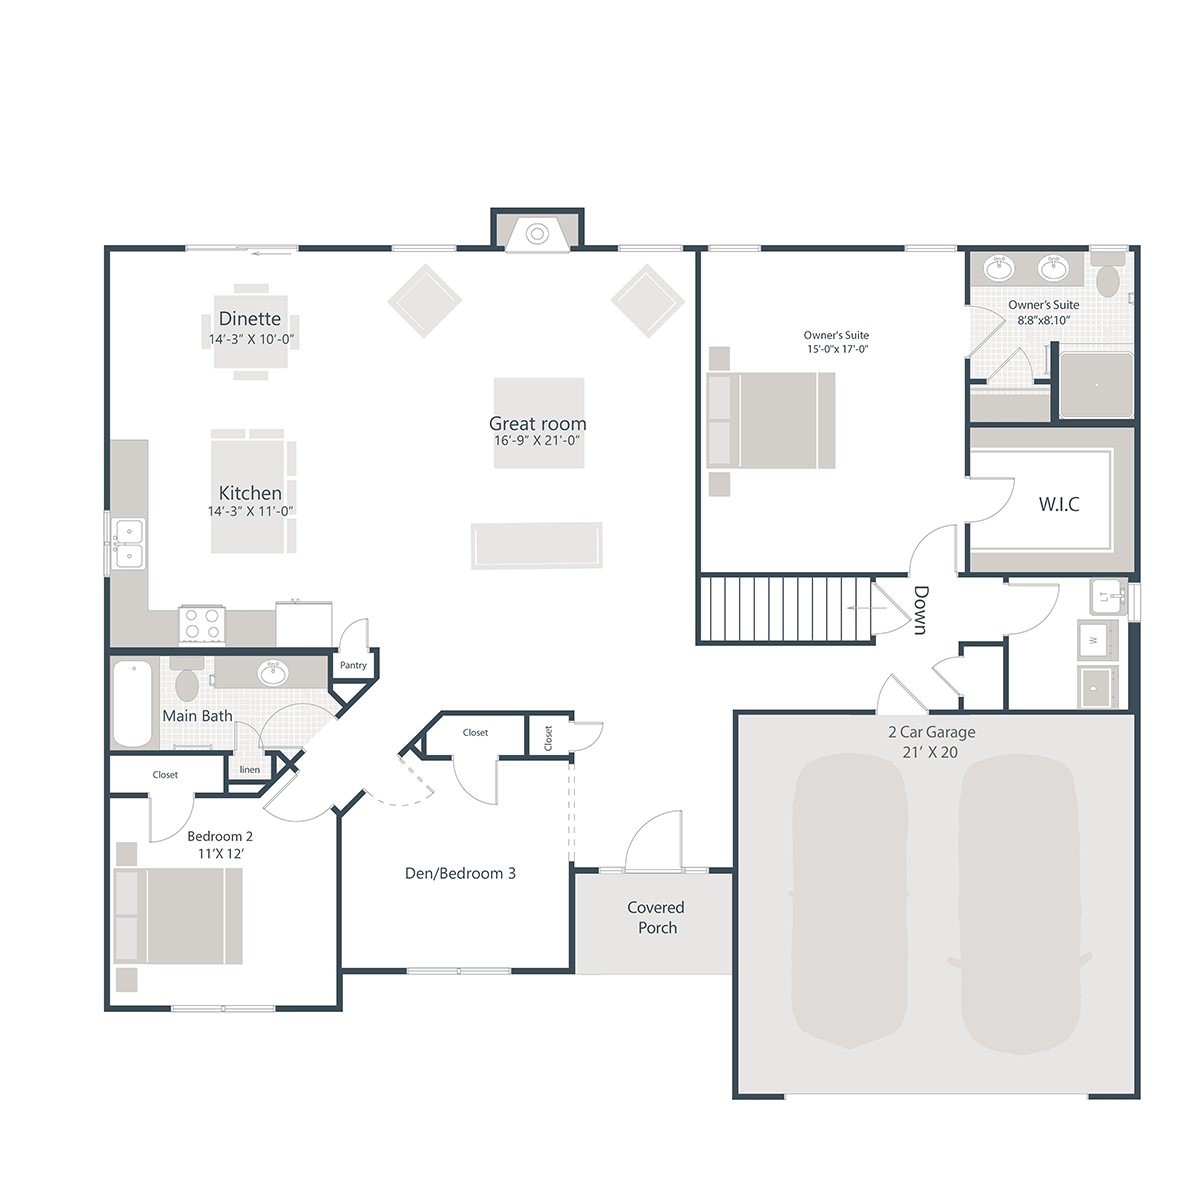 Dinette
14'-3" X 10'-0"
Owner's Suite
8'.8"x8'.10"
Owner's Suite
15'-0"x 17'-0"
Great room
16'-9" X 21'-0"
Kitchen
14'-3" X 11'-0"
W.I.C
Down
LT
W
Pantry
Main Bath
linen
Closet
Closet
Closet
2 Car Garage
21' X 20
Bedroom 2
11'X 12'
Den/Bedroom 3
Covered
Porch